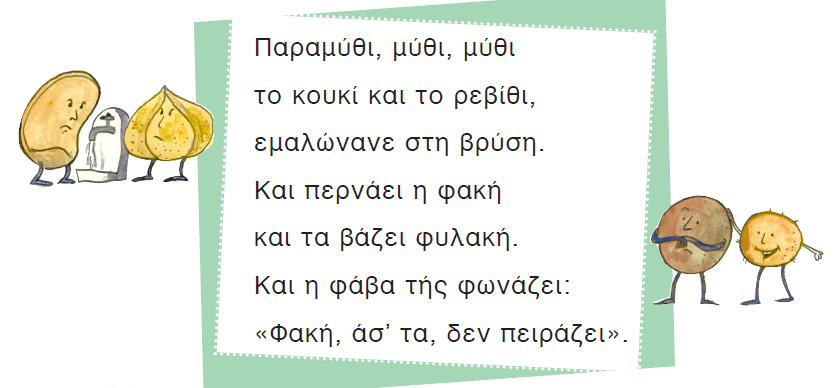 Παραμύθι, μύθι, μύθι
το κουκί και το ρεβίθι,
εμαλώνανε στη βρύση.
Και περνάει η φακή
και τα βάζει φυλακή.
Και η φάβα τής φωνάζει:
«Φακή, άσ’ τα, δεν πειράζει».